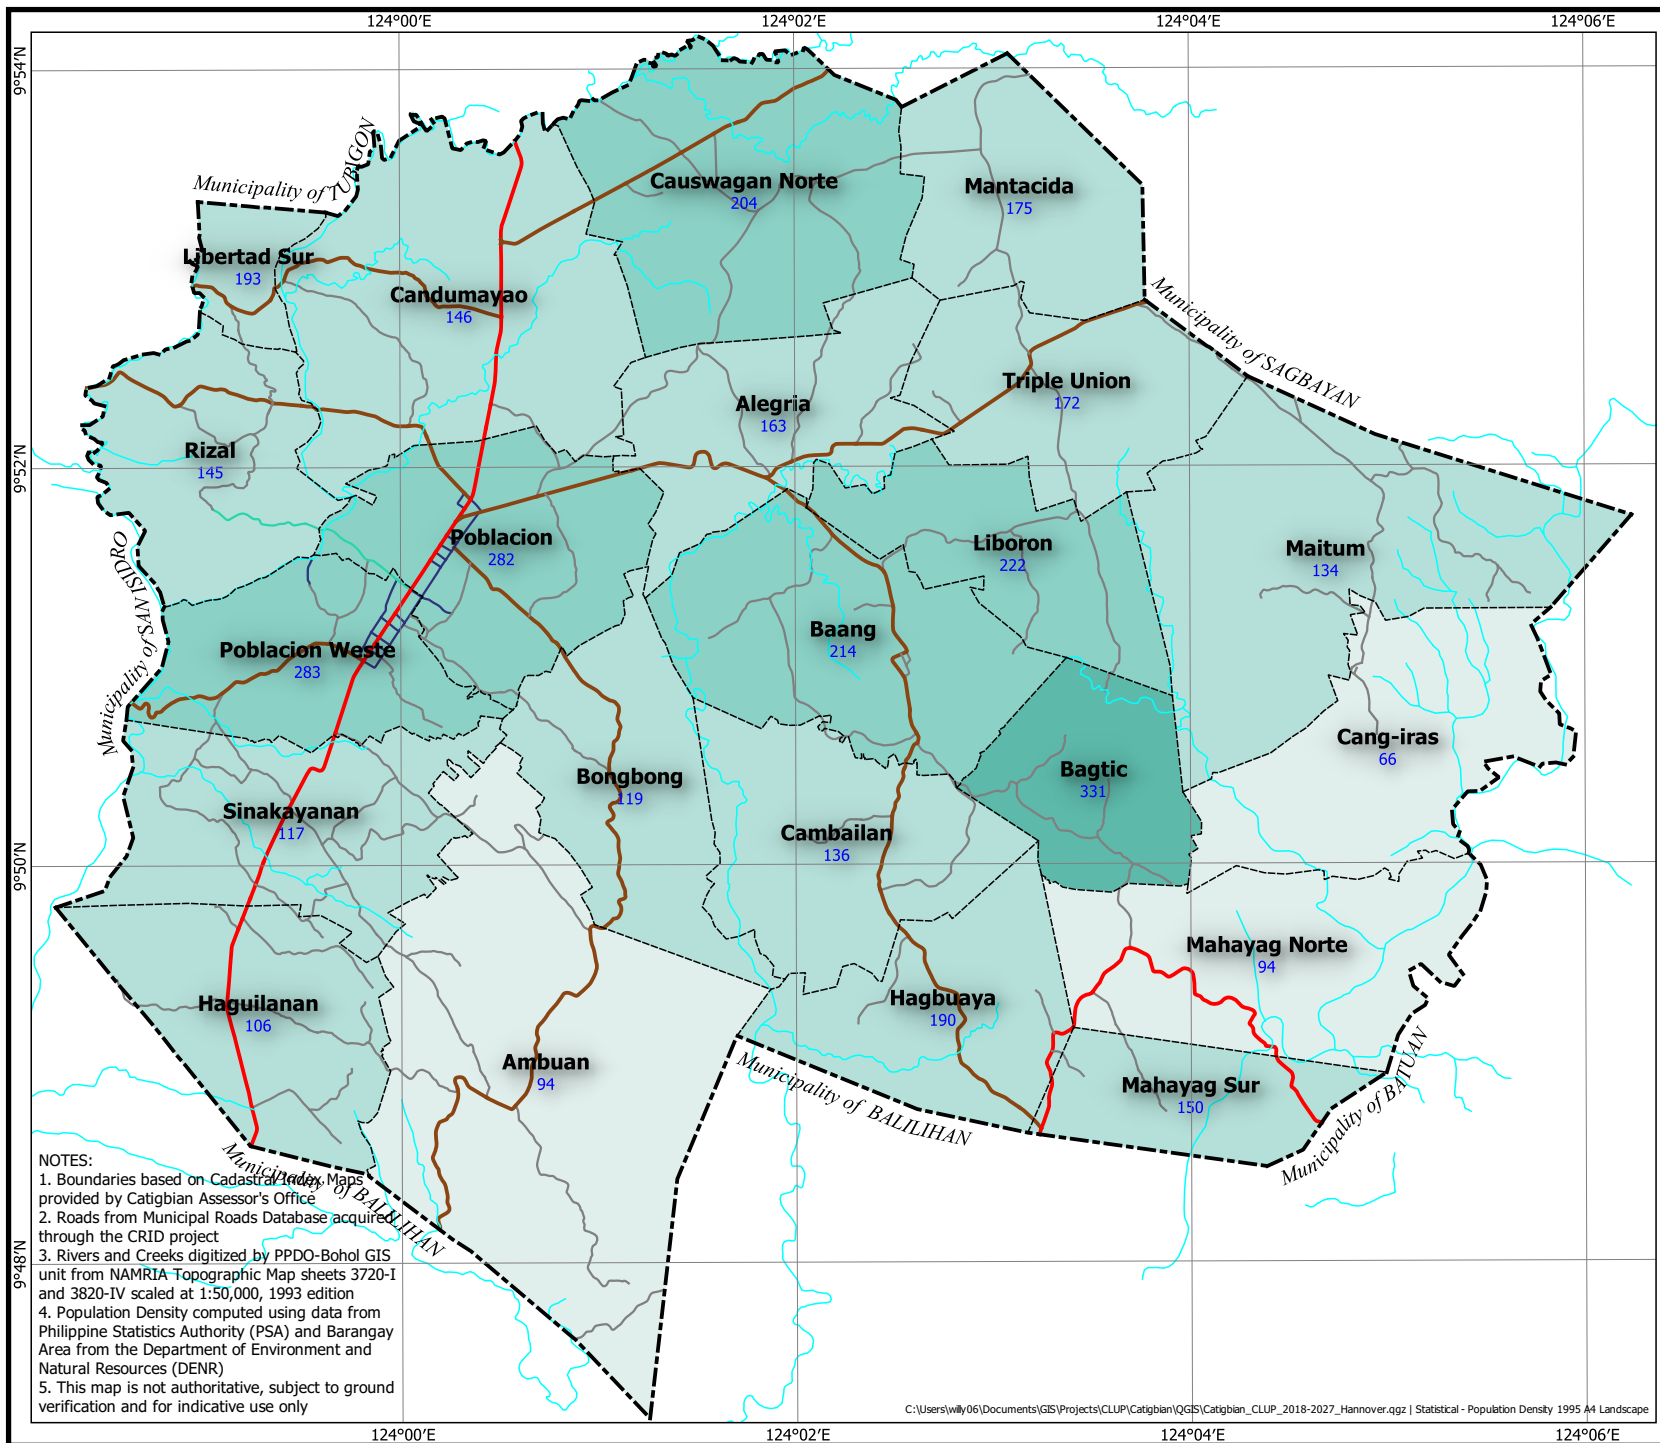 124°00′E
124°02′E
124°04′E
124°06′E
9°54′N
Municipality of TUBIGON
Causwagan Norte
204
Mantacida
175
Libertad Sur
193
Candumayao
146
Municipality of SAGBAYAN
Triple Union
172
Alegria
163
9°52′N
Rizal
145
Poblacion
282
Liboron
222
Maitum
134
Municipality of SAN ISIDRO
Baang
214
Poblacion Weste
283
Cang-iras
66
Bongbong
119
Bagtic
331
Sinakayanan
117
Cambailan
136
9°50′N
Mahayag Norte
94
Haguilanan
106
Hagbuaya
190
Ambuan
94
Mahayag Sur
150
Municipality of BALILIHAN
Municipality of BATUAN
Municipality of BALILIHAN
9°48′N
NOTES:
1. Boundaries based on Cadastral Index Maps
provided by Catigbian Assessor's Office
2. Roads from Municipal Roads Database acquired
through the CRID project
3. Rivers and Creeks digitized by PPDO-Bohol GIS
unit from NAMRIA Topographic Map sheets 3720-I
and 3820-IV scaled at 1:50,000, 1993 edition
4. Population Density computed using data from
Philippine Statistics Authority (PSA) and Barangay
Area from the Department of Environment and
Natural Resources (DENR)
5. This map is not authoritative, subject to ground
verification and for indicative use only
C:\Users\willy06\Documents\GIS\Projects\CLUP\Catigbian\QGIS\Catigbian_CLUP_2018-2027_Hannover.qgz | Statistical - Population Density 1995 A4 Landscape
124°00′E
124°02′E
124°04′E
124°06′E